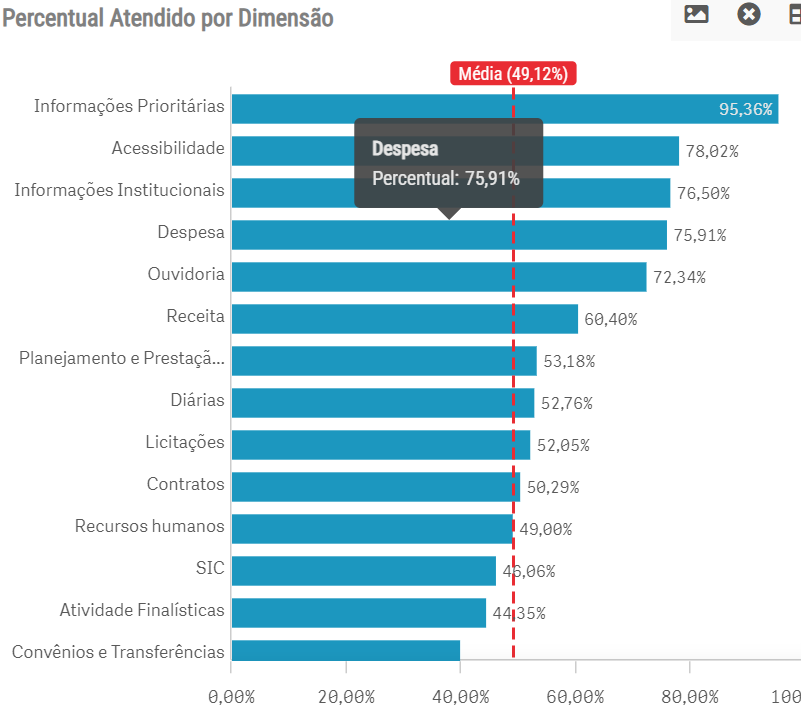 Percentual Atendido por Dimensão
Média (49,12%)
Informações Prioritárias 95,36%
Acessibilidade 78,02%
Despesa
Percentual: 75,91%
Informações Institucionais 76,50%
Despesa 75,91%
Ouvidoria 72,34%
Receita 60,40%
Planejamento e Prestaçã... 53,18%
Diárias 52,76%
Licitações 52,05%
Contratos 50,29%
Recursos humanos 49,00%
SIC 46,06%
Atividade Finalísticas 44,35%
Convênios e Transferências
0,00% 20,00% 40,00% 60,00% 80,00% 100